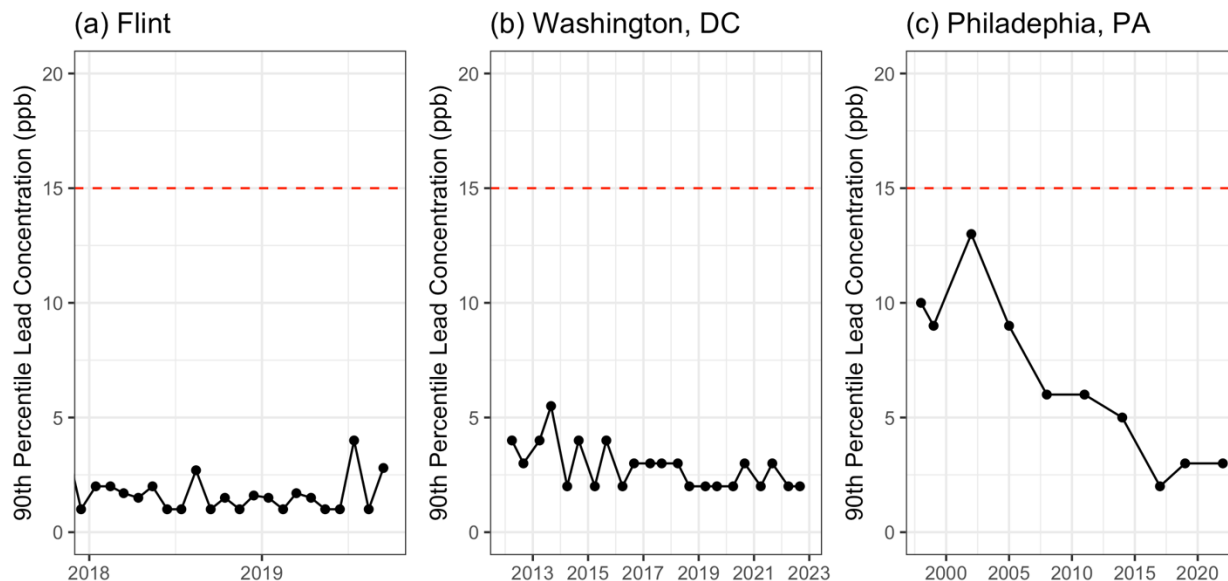 (a) Flint
90th Percentile Lead Concentration (ppb)
20
15
10
5
0
2018 2019
(b) Washington, DC
90th Percentile Lead Concentration (ppb)
20
15
10
5
0
2013 2015 2017 2019 2021 2023
(c) Philadephia, PA
90th Percentile Lead Concentration (ppb)
20
15
10
5
0
2000 2005 2010 2015 2020